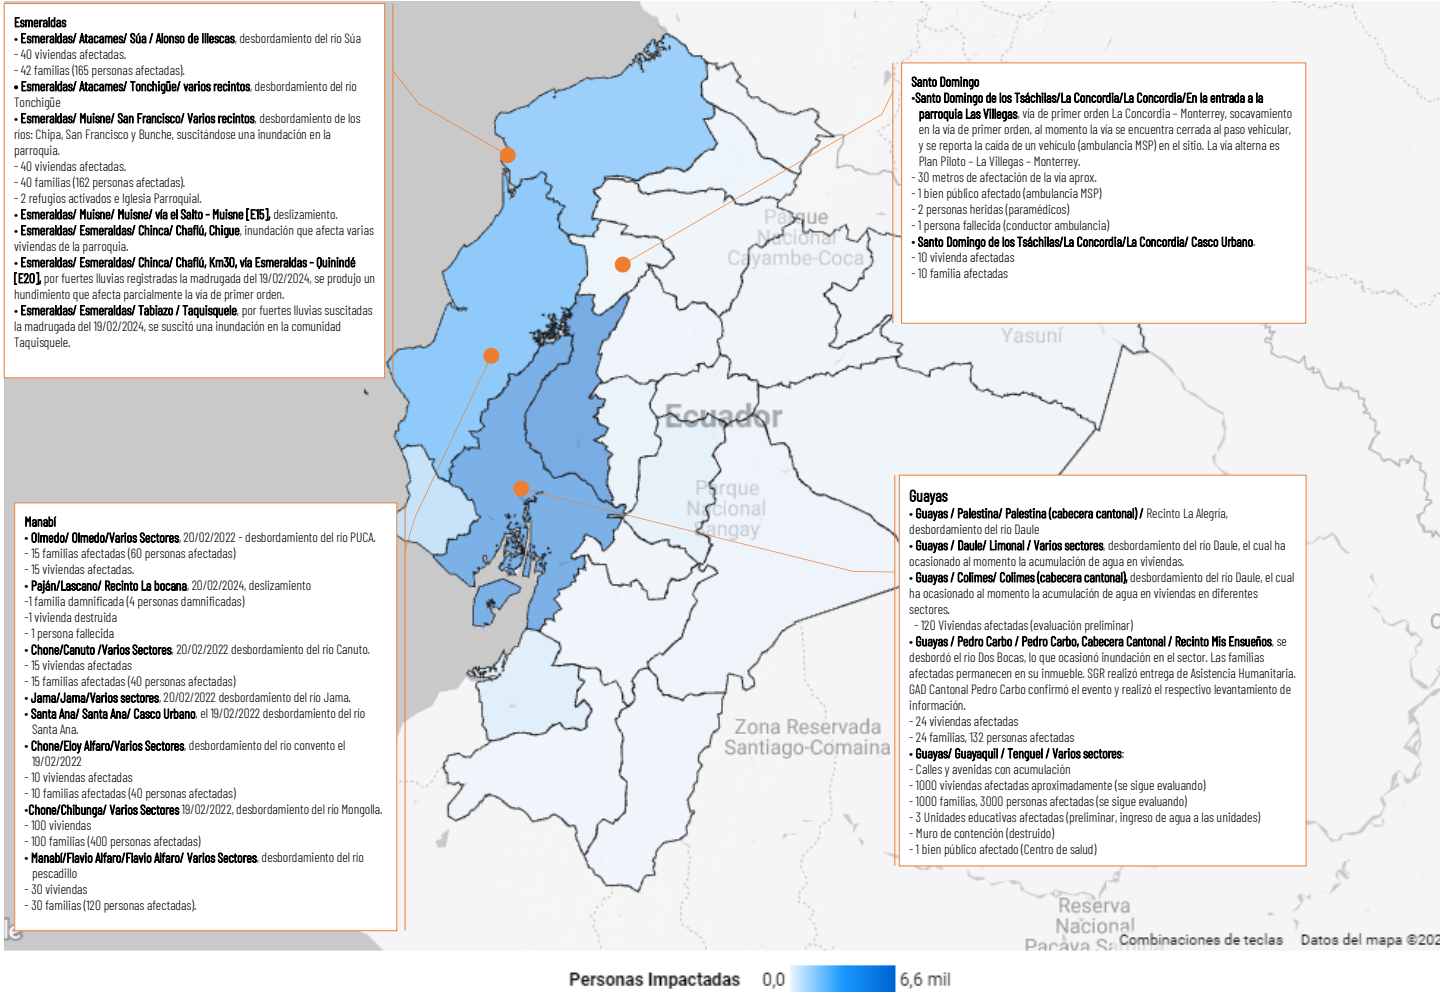 Esmeraldas
• Esmeraldas/ Atacames/ Súa / Alonso de Illescas, desbordamiento del río Súa
- 40 viviendas afectadas.
- 42 familias (165 personas afectadas).
• Esmeraldas/ Atacames/ Tonchigüe/ varios recintos, desbordamiento del río
Tonchigüe
• Esmeraldas/ Muisne/ San Francisco/ Varios recintos, desbordamiento de los
ríos: Chipa, San Francisco y Bunche, suscitándose una inundación en la
parroquia.
- 40 viviendas afectadas.
- 40 familias (162 personas afectadas).
- 2 refugios activados e Iglesia Parroquial.
• Esmeraldas/ Muisne/ Muisne/ vía el Salto - Muisne [E15], deslizamiento.
• Esmeraldas/ Esmeraldas/ Chinca/ Chaflú, Chigue, inundación que afecta varias
viviendas de la parroquia.
• Esmeraldas/ Esmeraldas/ Chinca/ Chaflú, Km30, vía Esmeraldas - Quinindé
[E20], por fuertes lluvias registradas la madrugada del 19/02/2024, se produjo un
hundimiento que afecta parcialmente la vía de primer orden.
• Esmeraldas/ Esmeraldas/ Tabiazo / Taquisquele, por fuertes lluvias suscitadas
la madrugada del 19/02/2024, se suscitó una inundación en la comunidad
Taquisquele.
Santo Domingo
•Santo Domingo de los Tsáchilas/La Concordia/La Concordia/En la entrada a la
parroquia Las Villegas, vía de primer orden La Concordia – Monterrey, socavamiento
en la vía de primer orden, al momento la vía se encuentra cerrada al paso vehicular,
y se reporta la caída de un vehículo (ambulancia MSP) en el sitio. La vía alterna es
Plan Piloto – La Villegas – Monterrey.
- 30 metros de afectación de la vía aprox.
- 1 bien público afectado (ambulancia MSP)
- 2 personas heridas (paramédicos)
- 1 persona fallecida (conductor ambulancia)
• Santo Domingo de los Tsáchilas/La Concordia/La Concordia/ Casco Urbano.
- 10 vivienda afectadas
- 10 familia afectadas
Parque
Nacional
Cayambe-Coca
Yasuní
Ecuador
Parque
Nacional
Sangay
Manabí
• Olmedo/ Olmedo/Varios Sectores, 20/02/2022 - desbordamiento del río PUCA.
- 15 familias afectadas (60 personas afectadas)
- 15 viviendas afectadas.
• Paján/Lascano/ Recinto La bocana, 20/02/2024, deslizamiento
-1 familia damnificada (4 personas damnificadas)
-1 vivienda destruida
- 1 persona fallecida
• Chone/Canuto /Varios Sectores, 20/02/2022 desbordamiento del río Canuto.
- 15 viviendas afectadas
- 15 familias afectadas (40 personas afectadas)
• Jama/Jama/Varios sectores, 20/02/2022 desbordamiento del río Jama.
• Santa Ana/ Santa Ana/ Casco Urbano, el 19/02/2022 desbordamiento del río
Santa Ana.
• Chone/Eloy Alfaro/Varios Sectores, desbordamiento del río convento el
19/02/2022
- 10 viviendas afectadas
- 10 familias afectadas (40 personas afectadas)
•Chone/Chibunga/ Varios Sectores 19/02/2022, desbordamiento del río Mongolla.
- 100 viviendas
- 100 familias (400 personas afectadas)
• Manabí/Flavio Alfaro/Flavio Alfaro/ Varios Sectores, desbordamiento del río
pescadillo
- 30 viviendas
- 30 familias (120 personas afectadas).
Guayas
• Guayas / Palestina/ Palestina (cabecera cantonal) / Recinto La Alegría,
desbordamiento del río Daule
• Guayas / Daule/ Limonal / Varios sectores, desbordamiento del río Daule, el cual ha
ocasionado al momento la acumulación de agua en viviendas.
• Guayas / Colimes/ Colimes (cabecera cantonal), desbordamiento del río Daule, el cual
ha ocasionado al momento la acumulación de agua en viviendas en diferentes
sectores.
- 120 Viviendas afectadas (evaluación preliminar)
• Guayas / Pedro Carbo / Pedro Carbo, Cabecera Cantonal / Recinto Mis Ensueños, se
desbordó el río Dos Bocas, lo que ocasionó inundación en el sector. Las familias
afectadas permanecen en su inmueble. SGR realizó entrega de Asistencia Humanitaria.
GAD Cantonal Pedro Carbo confirmó el evento y realizó el respectivo levantamiento de
información.
- 24 viviendas afectadas
- 24 familias, 132 personas afectadas
• Guayas/ Guayaquil / Tenguel / Varios sectores:
- Calles y avenidas con acumulación
- 1000 viviendas afectadas aproximadamente (se sigue evaluando)
- 1000 familias, 3000 personas afectadas (se sigue evaluando)
- 3 Unidades educativas afectadas (preliminar, ingreso de agua a las unidades)
- Muro de contención (destruido)
- 1 bien público afectado (Centro de salud)
Zona Reservada
Santiago-Comaina
Reserva
Nacional
Pacaya
Combinaciones de teclas Datos del mapa ©202
Personas Impactadas 0,0 6,6 mil